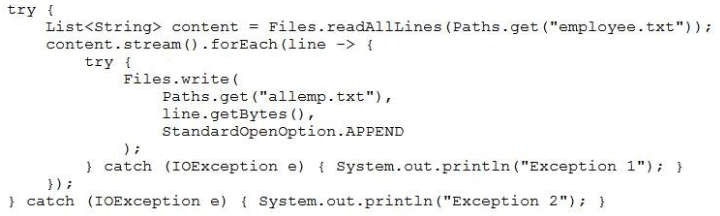 try {
    List<String> content = Files.readAllLines(Paths.get("employee.txt"));
    content.stream().forEach(line -> {
        try {
            Files.write(
                Paths.get("allemp.txt"),
                line.getBytes(),
                StandardOpenOption.APPEND
            );
        } catch (IOException e) { System.out.println("Exception 1"); }
    });
} catch (IOException e) { System.out.println("Exception 2"); }